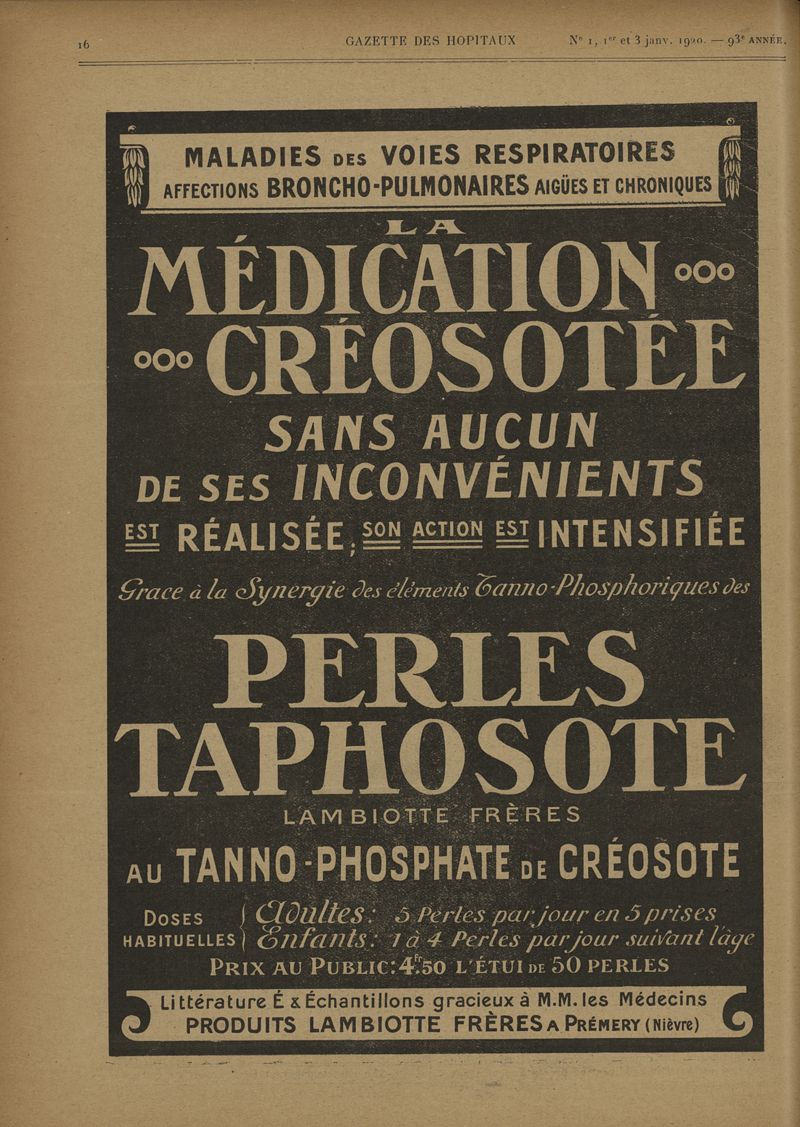 16 GAZETTE DES HOPITAUX Nº 1, 1er et 3 janv. 1920. — 93e ANNÉE.
MALADIES DES VOIES RESPIRATOIRES
AFFECTIONS BRONCHO-PULMONAIRES AIGÜES ET CHRONIQUES
LA
MÉDICATION
CRÉOSOTÉE
SANS AUCUN
DE SES INCONVÉNIENTS
EST RÉALISÉE; SON ACTION EST INTENSIFIÉE
Grace à la Synergie des éléments Tanno-Phosphoriques des
PERLES
TAPHOSOTE
LAMBIOTTE FRÈRES
AU TANNO-PHOSPHATE DE CRÉOSOTE
DOSES HABITUELLES
Adultes: 5 Perles par jour en 5 prises
Enfants: 1 à 4 Perles par jour suivant l'âge
PRIX AU PUBLIC: 4fr.50 L'ÉTUI DE 50 PERLES
Littérature É & Échantillons gracieux à M.M. les Médecins
PRODUITS LAMBIOTTE FRÈRES A PRÉMERY (Nièvre)